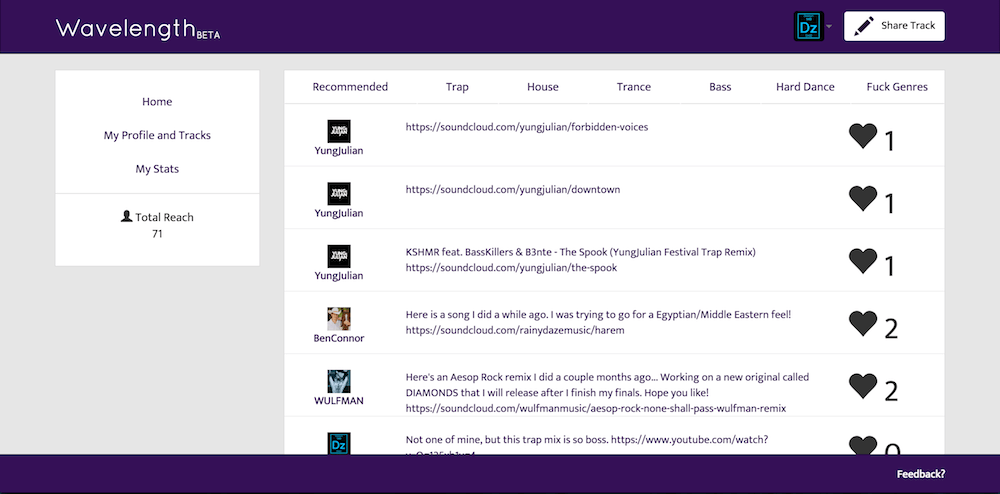 WavelengthBETA
Dz
Share Track
Home
My Profile and Tracks
My Stats
Total Reach
71
Recommended Trap House Trance Bass Hard Dance Fuck Genres
YUNG JULIAN
YungJulian
https://soundcloud.com/yungjulian/forbidden-voices
1
YUNG JULIAN
YungJulian
https://soundcloud.com/yungjulian/downtown
1
YUNG JULIAN
YungJulian
KSHMR feat. BassKillers & B3nte - The Spook (YungJulian Festival Trap Remix)
https://soundcloud.com/yungjulian/the-spook
1
BenConnor
Here is a song I did a while ago. I was trying to go for a Egyptian/Middle Eastern feel!
https://soundcloud.com/rainydazemusic/harem
2
WULFMAN
Here's an Aesop Rock remix I did a couple months ago... Working on a new original called
DIAMONDS that I will release after I finish my finals. Hope you like!
https://soundcloud.com/wulfmanmusic/aesop-rock-none-shall-pass-wulfman-remix
2
Dz
Not one of mine, but this trap mix is so boss. https://www.youtube.com/watch?
0
Feedback?